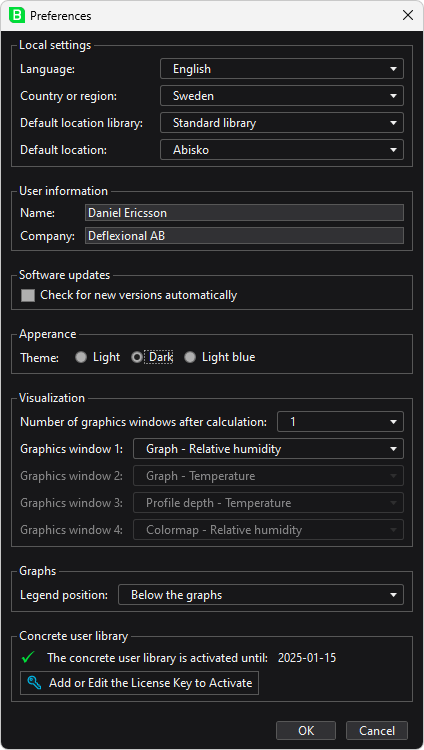 Preferences
Local settings
Language: English
Country or region: Sweden
Default location library: Standard library
Default location: Abisko
User information
Name: Daniel Ericsson
Company: Deflexional AB
Software updates
Check for new versions automatically
Apperance
Theme: Light Dark Light blue
Visualization
Number of graphics windows after calculation: 1
Graphics window 1: Graph - Relative humidity
Graphics window 2: Graph - Temperature
Graphics window 3: Profile depth - Temperature
Graphics window 4: Colormap - Relative humidity
Graphs
Legend position: Below the graphs
Concrete user library
The concrete user library is activated until: 2025-01-15
Add or Edit the License Key to Activate
OK Cancel